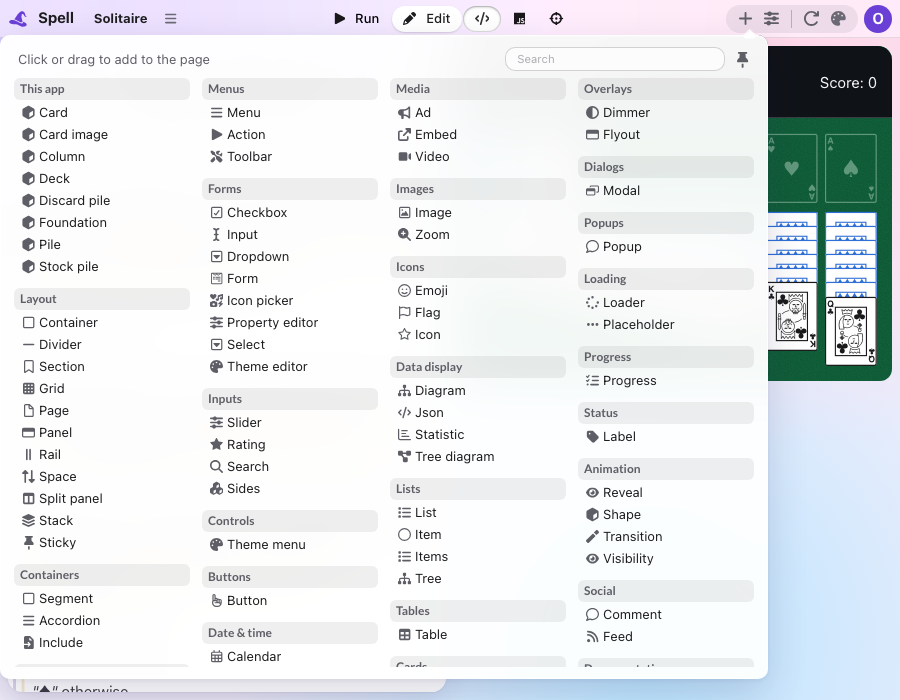 Spell
Solitaire
Run
Edit
</>
JS
O
Click or drag to add to the page
Search
This app
Card
Card image
Column
Deck
Discard pile
Foundation
Pile
Stock pile
Layout
Container
Divider
Section
Grid
Page
Panel
Rail
Space
Split panel
Stack
Sticky
Containers
Segment
Accordion
Include
Menus
Menu
Action
Toolbar
Forms
Checkbox
Input
Dropdown
Form
Icon picker
Property editor
Select
Theme editor
Inputs
Slider
Rating
Search
Sides
Controls
Theme menu
Buttons
Button
Date & time
Calendar
Media
Ad
Embed
Video
Images
Image
Zoom
Icons
Emoji
Flag
Icon
Data display
Diagram
Json
Statistic
Tree diagram
Lists
List
Item
Items
Tree
Tables
Table
Cards
Overlays
Dimmer
Flyout
Dialogs
Modal
Popups
Popup
Loading
Loader
Placeholder
Progress
Progress
Status
Label
Animation
Reveal
Shape
Transition
Visibility
Social
Comment
Feed
Score: 0
A
A
A
A
K
K
Q
Q
"♠" otherwise